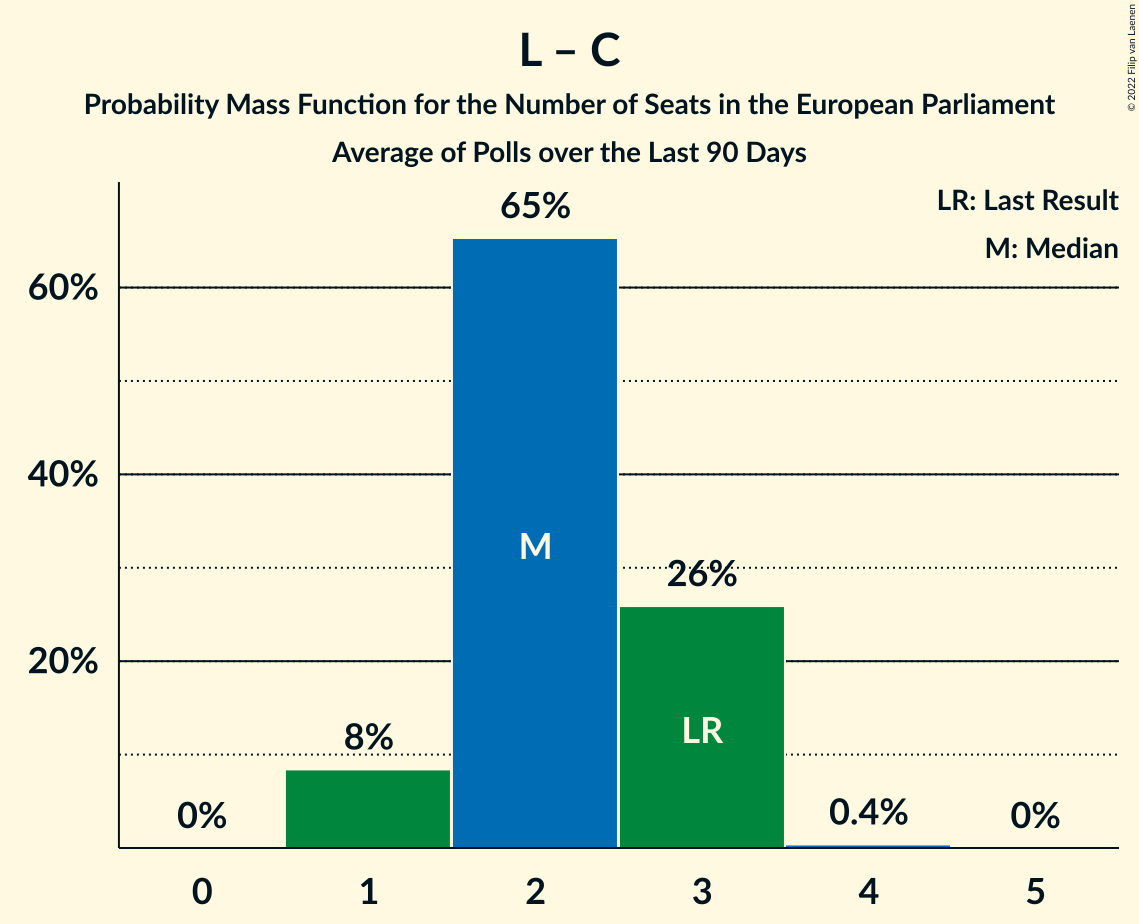 L – C
Probability Mass Function for the Number of Seats in the European Parliament
Average of Polls over the Last 90 Days
© 2022 Filip van Laenen
LR: Last Result
M: Median
65%
60%
40%
20%
M
26%
LR
8%
0%
0.4%
0%
0 1 2 3 4 5